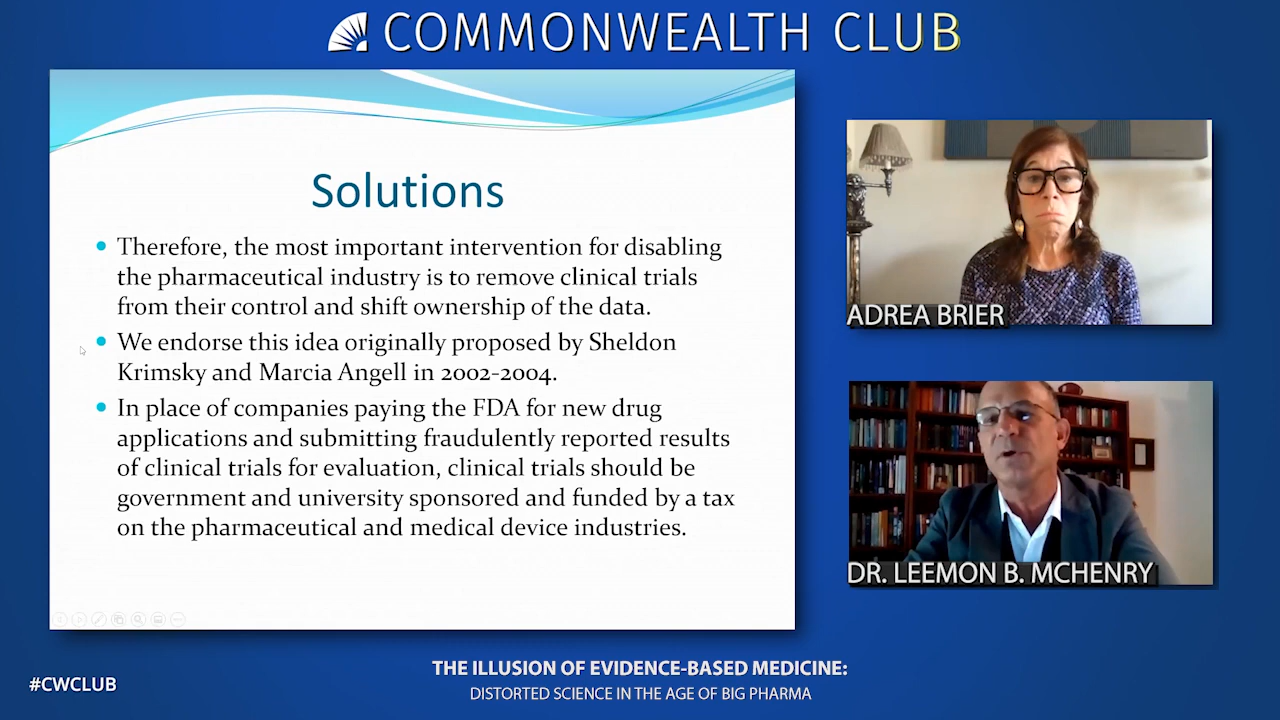 COMMONWEALTH CLUB
Solutions
Therefore, the most important intervention for disabling
the pharmaceutical industry is to remove clinical trials
from their control and shift ownership of the data.
We endorse this idea originally proposed by Sheldon
Krimsky and Marcia Angell in 2002-2004.
In place of companies paying the FDA for new drug
applications and submitting fraudulently reported results
of clinical trials for evaluation, clinical trials should be
government and university sponsored and funded by a tax
on the pharmaceutical and medical device industries.
ADREA BRIER
DR. LEEMON B. MCHENRY
#CWCLUB
THE ILLUSION OF EVIDENCE-BASED MEDICINE:
DISTORTED SCIENCE IN THE AGE OF BIG PHARMA